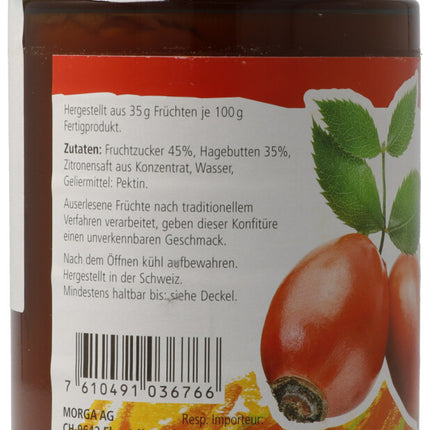 Hergestellt aus 35 g Früchten je 100 g
Fertigprodukt.
Zutaten: Fruchtzucker 45%, Hagebutten 35%,
Zitronensaft aus Konzentrat, Wasser,
Geliermittel: Pektin.
Auserlesene Früchte nach traditionellem
Verfahren verarbeitet, geben dieser Konfitüre
einen unverkennbaren Geschmack.
Nach dem Öffnen kühl aufbewahren.
Hergestellt in der Schweiz.
Mindestens haltbar bis: siehe Deckel.
7 610491 036766
MORGA AG
Resp. Importeur: